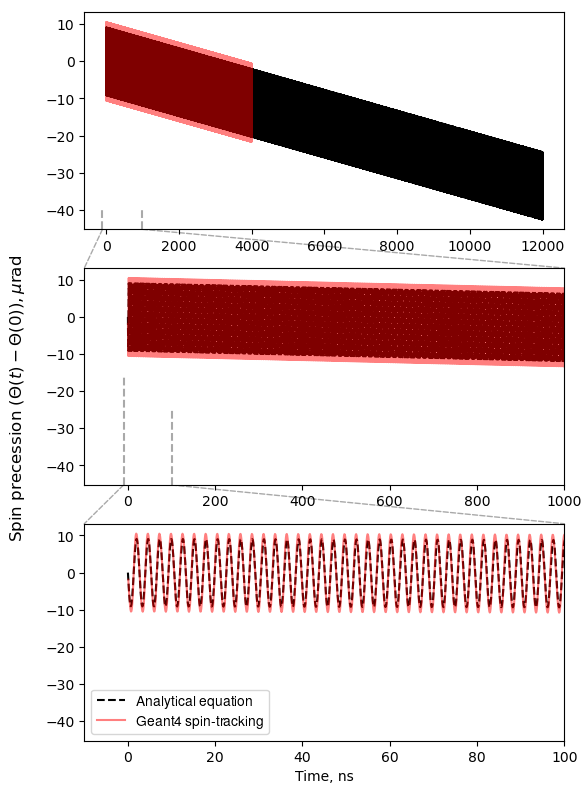 10
0
−10
−20
−30
−40
0 2000 4000 6000 8000 10000 12000
10
0
−10
−20
−30
−40
0 200 400 600 800 1000
Spin precession (Θ(t) − Θ(0)), μrad
10
0
−10
−20
−30
−40
Analytical equation
Geant4 spin-tracking
0 20 40 60 80 100
Time, ns